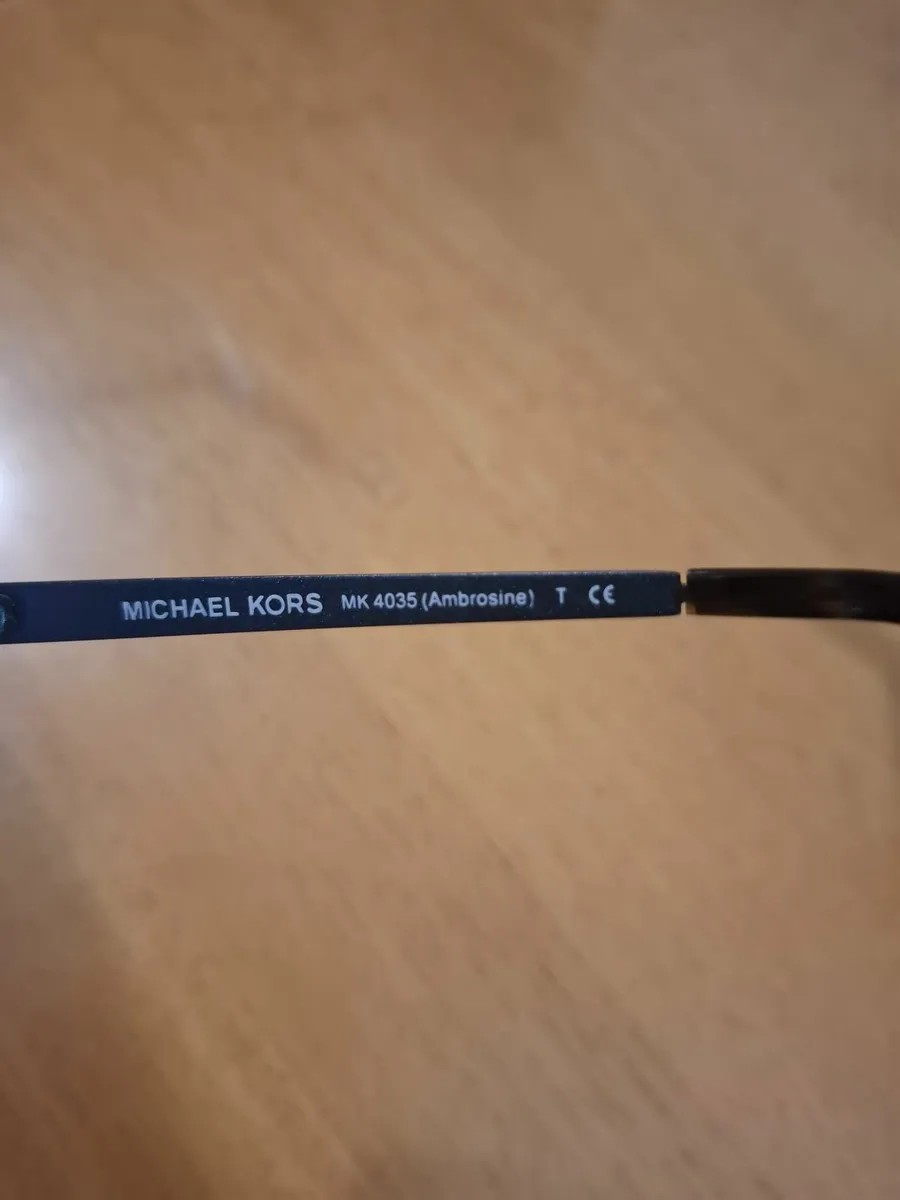 MICHAEL KORS MK 4035 (Ambrosine) T CE